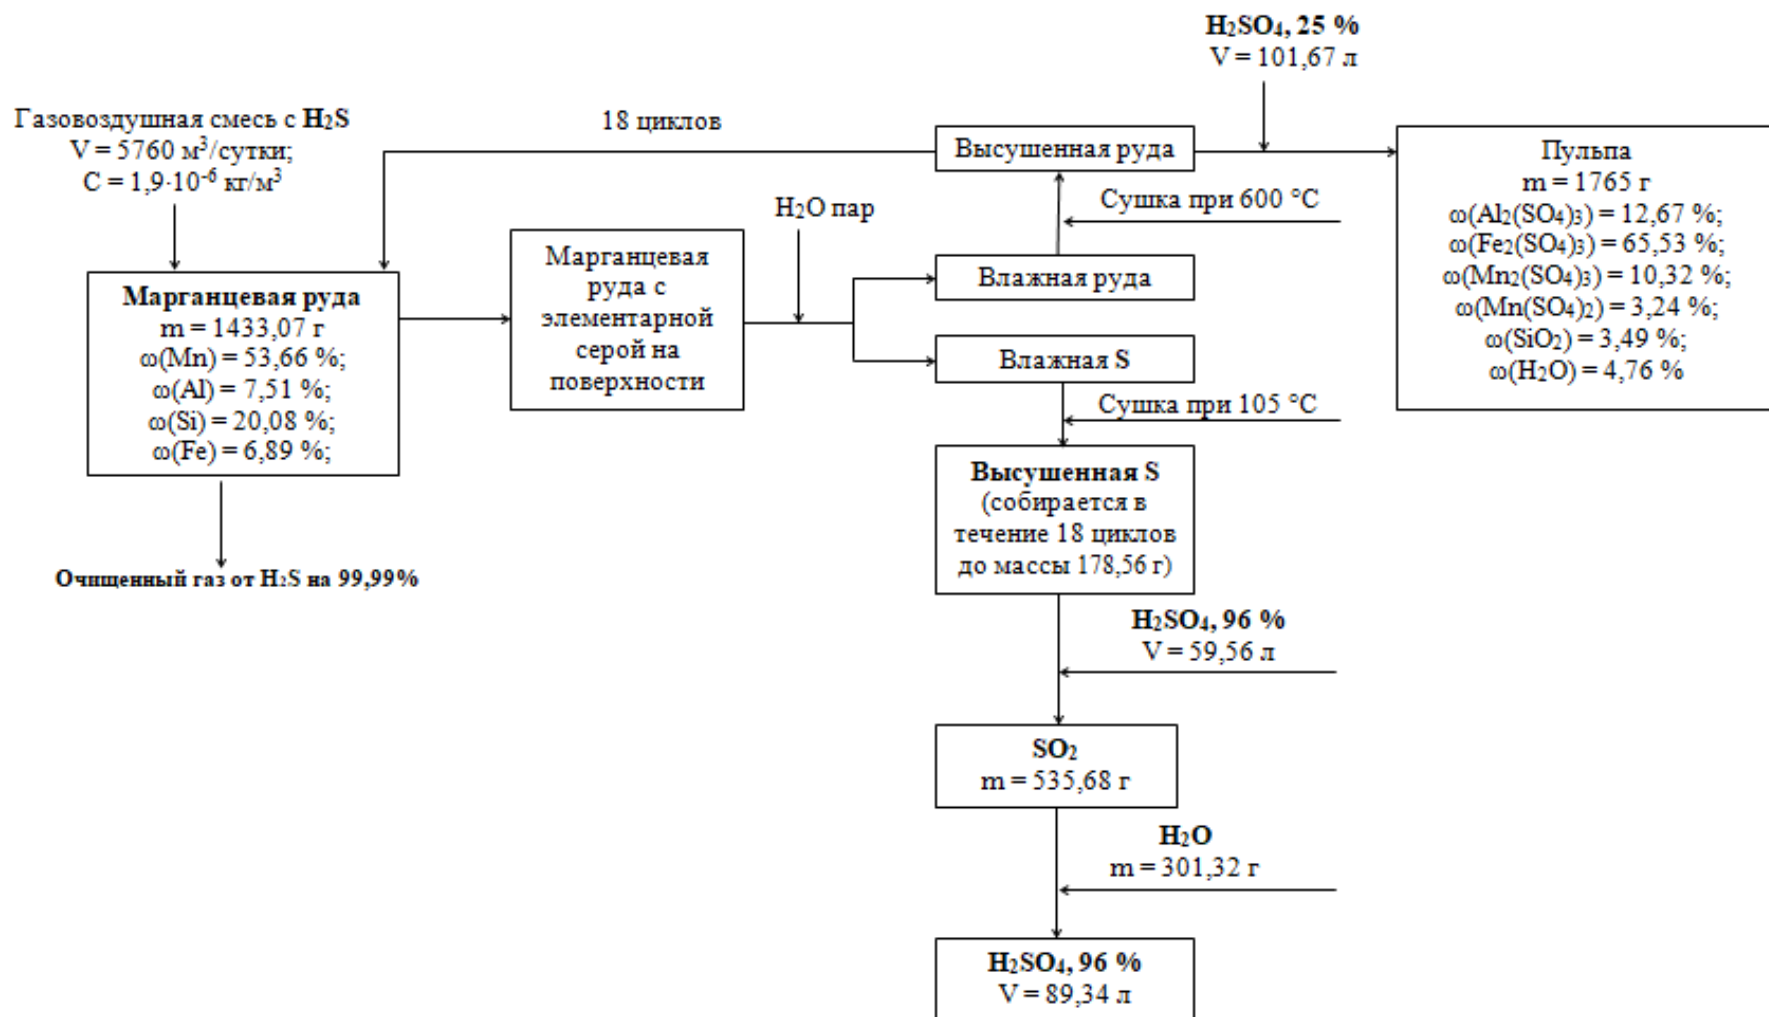 H₂SO₄, 25 %
V = 101,67 л
Газовоздушная смесь с H₂S
V = 5760 м³/сутки;
С = 1,9·10⁻⁶ кг/м³
18 циклов
Высушенная руда
Пульпа
m = 1765 г
ω(Al₂(SO₄)₃) = 12,67 %;
ω(Fe₂(SO₄)₃) = 65,53 %;
ω(Mn₂(SO₄)₃) = 10,32 %;
ω(Mn(SO₄)₂) = 3,24 %;
ω(SiO₂) = 3,49 %;
ω(H₂O) = 4,76 %
Сушка при 600 °С
H₂O пар
Марганцевая руда
m = 1433,07 г
ω(Mn) = 53,66 %;
ω(Al) = 7,51 %;
ω(Si) = 20,08 %;
ω(Fe) = 6,89 %;
Марганцевая
руда с
элементарной
серой на
поверхности
Влажная руда
Влажная S
Сушка при 105 °С
Высушенная S
(собирается в
течение 18 циклов
до массы 178,56 г)
Очищенный газ от H₂S на 99,99%
H₂SO₄, 96 %
V = 59,56 л
SO₂
m = 535,68 г
H₂O
m = 301,32 г
H₂SO₄, 96 %
V = 89,34 л